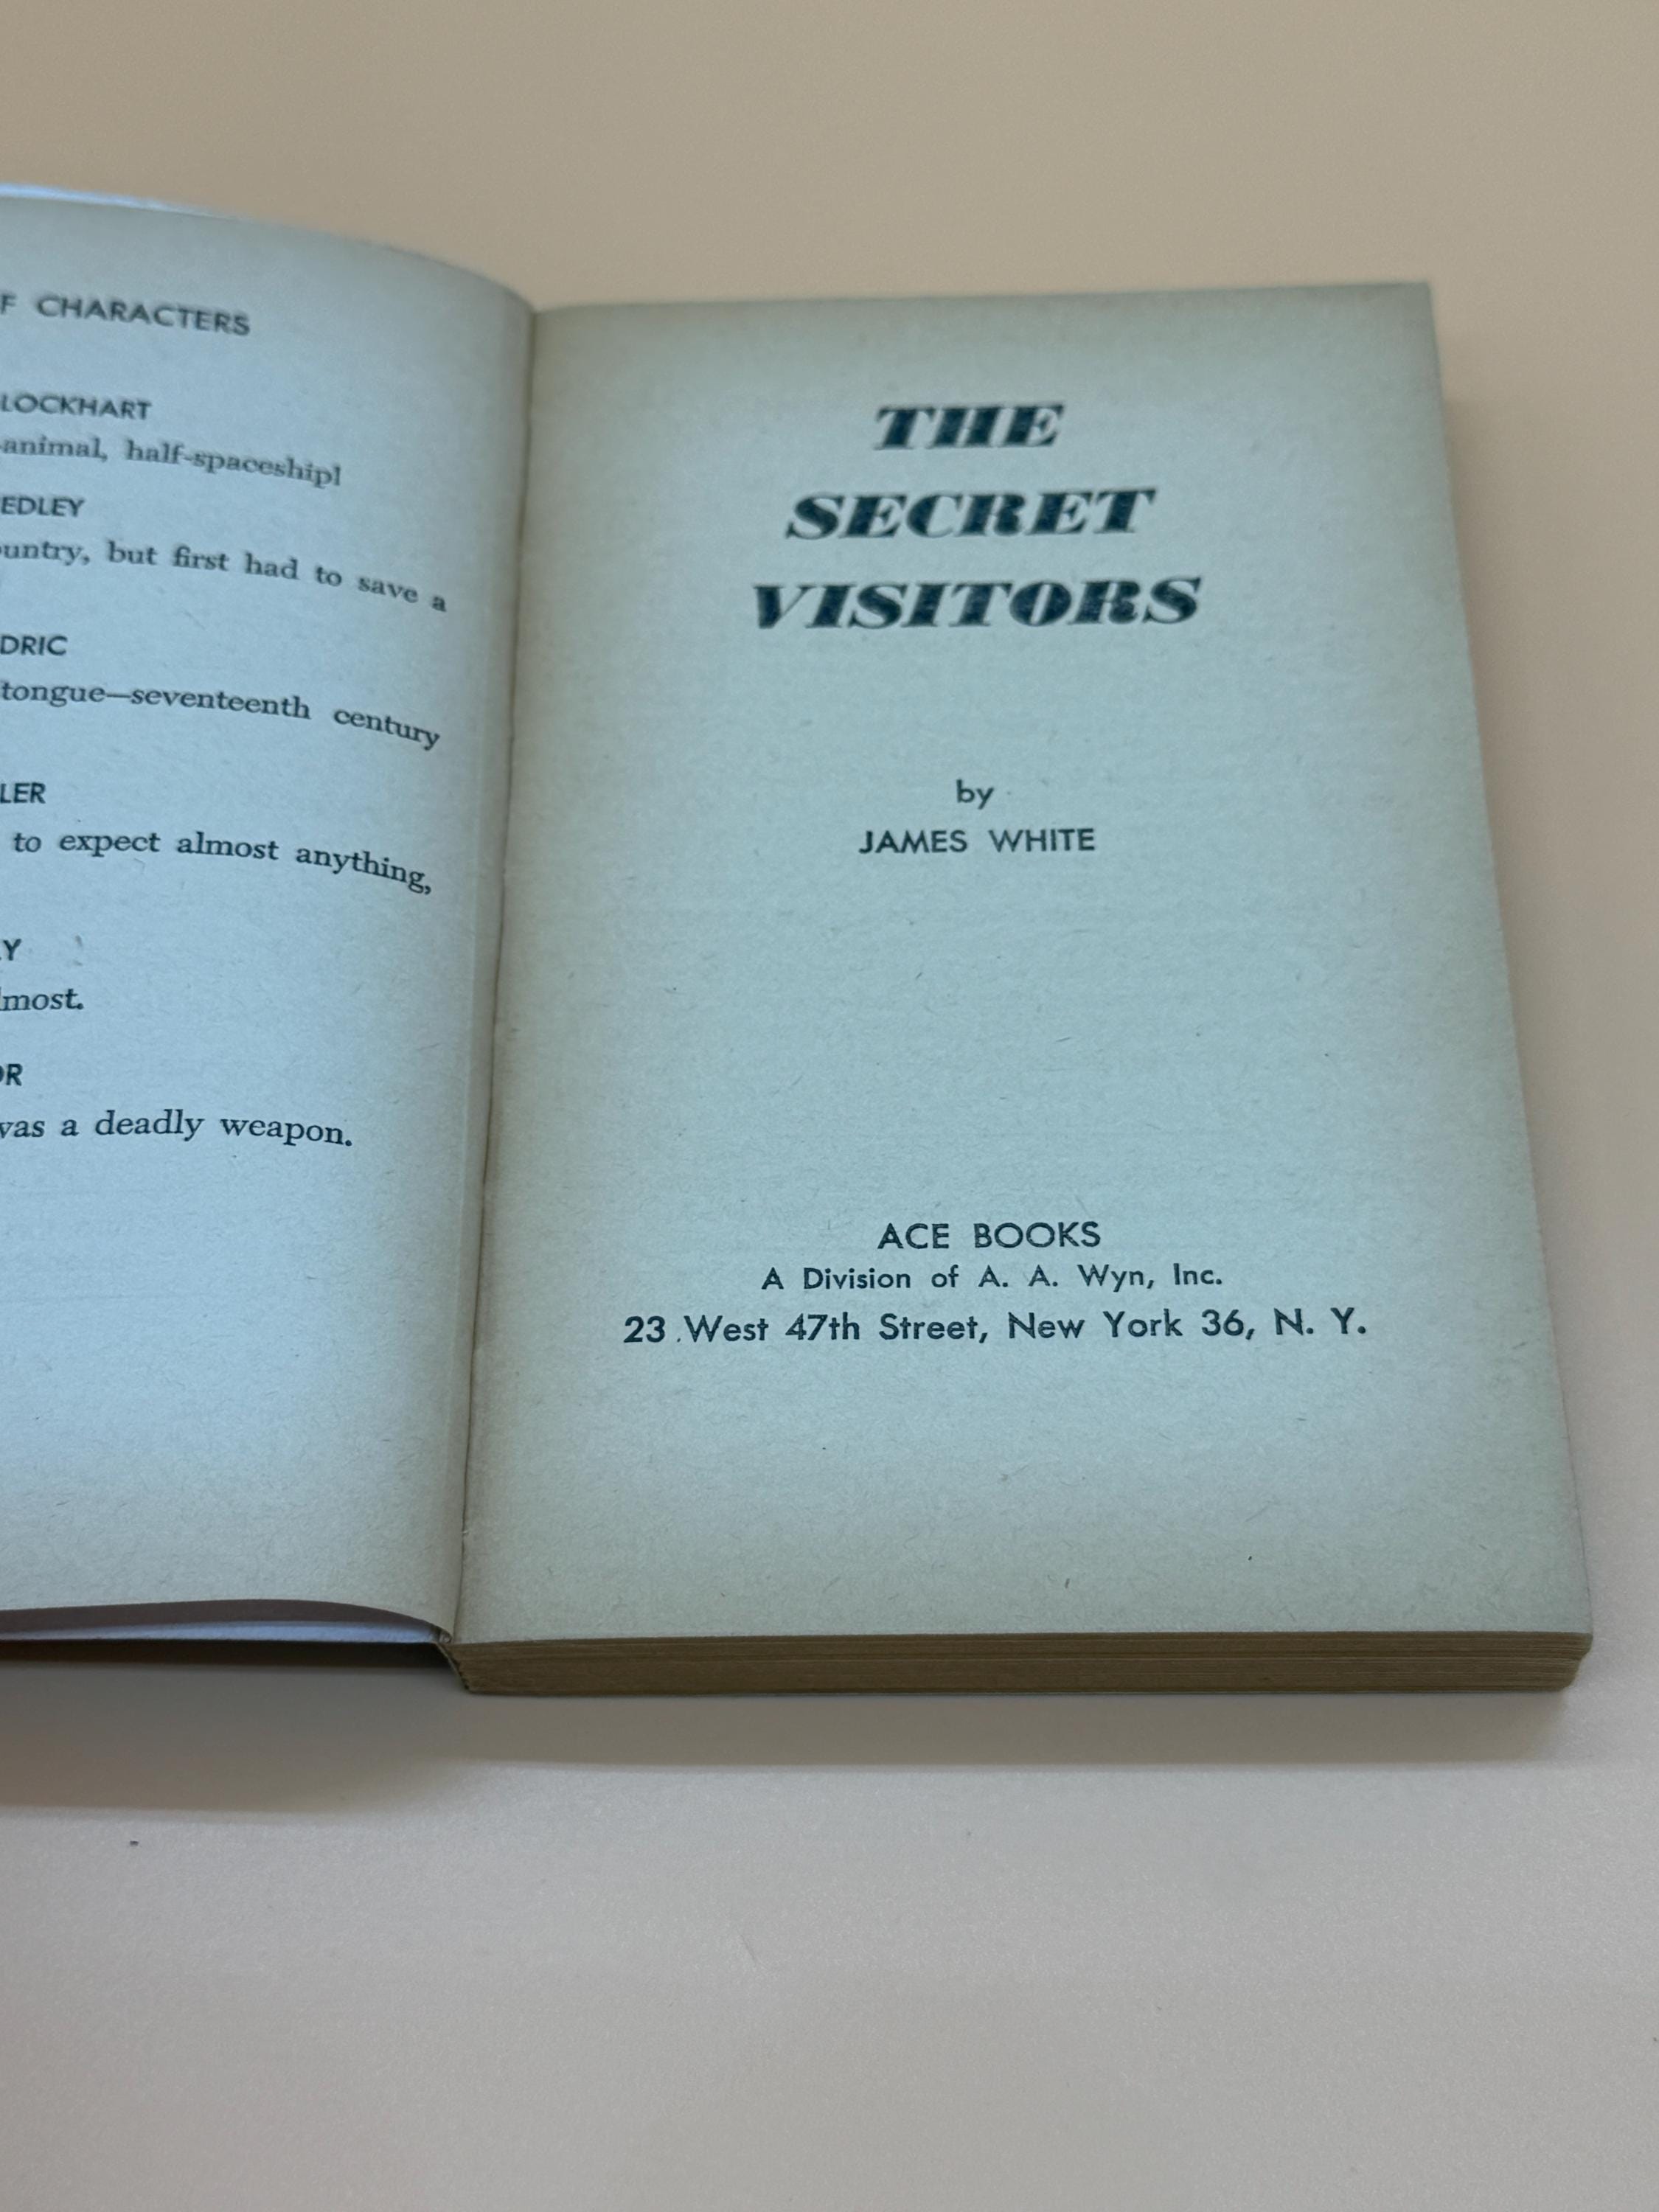 F CHARACTERS
LOCKHART
-animal, half-spaceship!
EDLEY
ountry, but first had to save a
DRIC
tongue—seventeenth century
LER
to expect almost anything,
Y
lmost.
OR
was a deadly weapon.
THE
SECRET
VISITORS
by
JAMES WHITE
ACE BOOKS
A Division of A. A. Wyn, Inc.
23 West 47th Street, New York 36, N. Y.